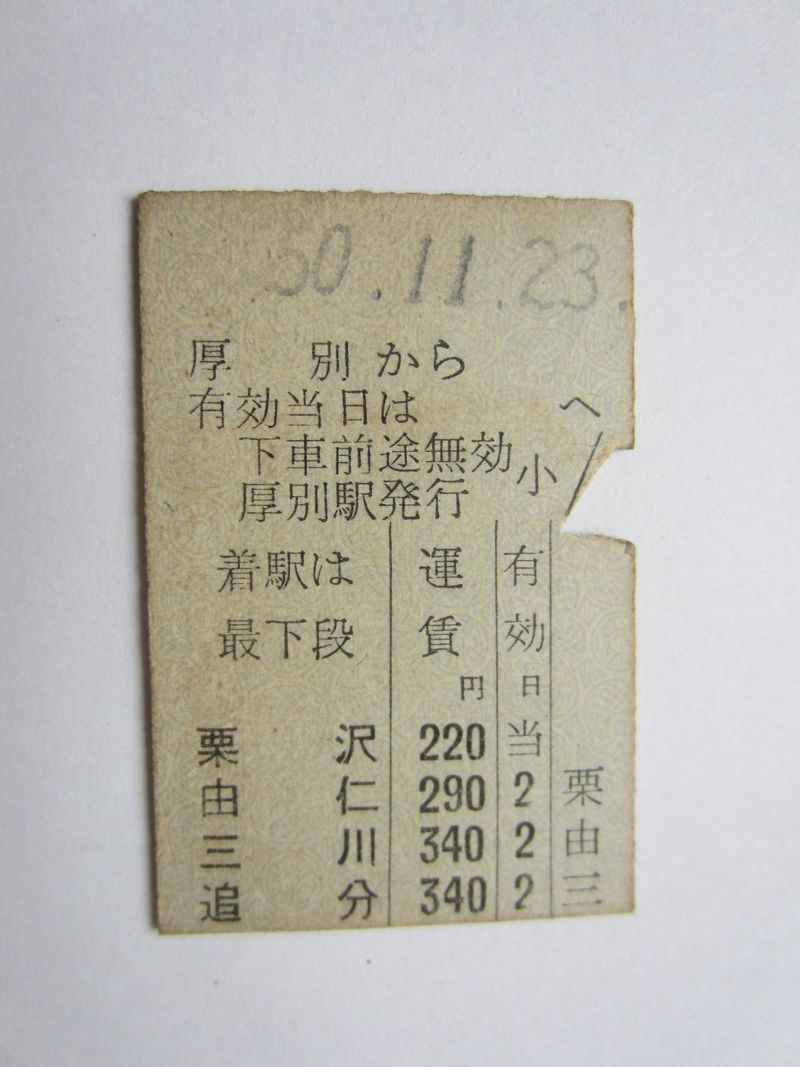 50.11.23.
厚別から
有効当日は へ
下車前途無効 小
厚別駅発行
着駅は 運 有
最下段 賃 効
円 日
栗沢 220 当
由仁 290 2 栗
三川 340 2 由
追分 340 2 三